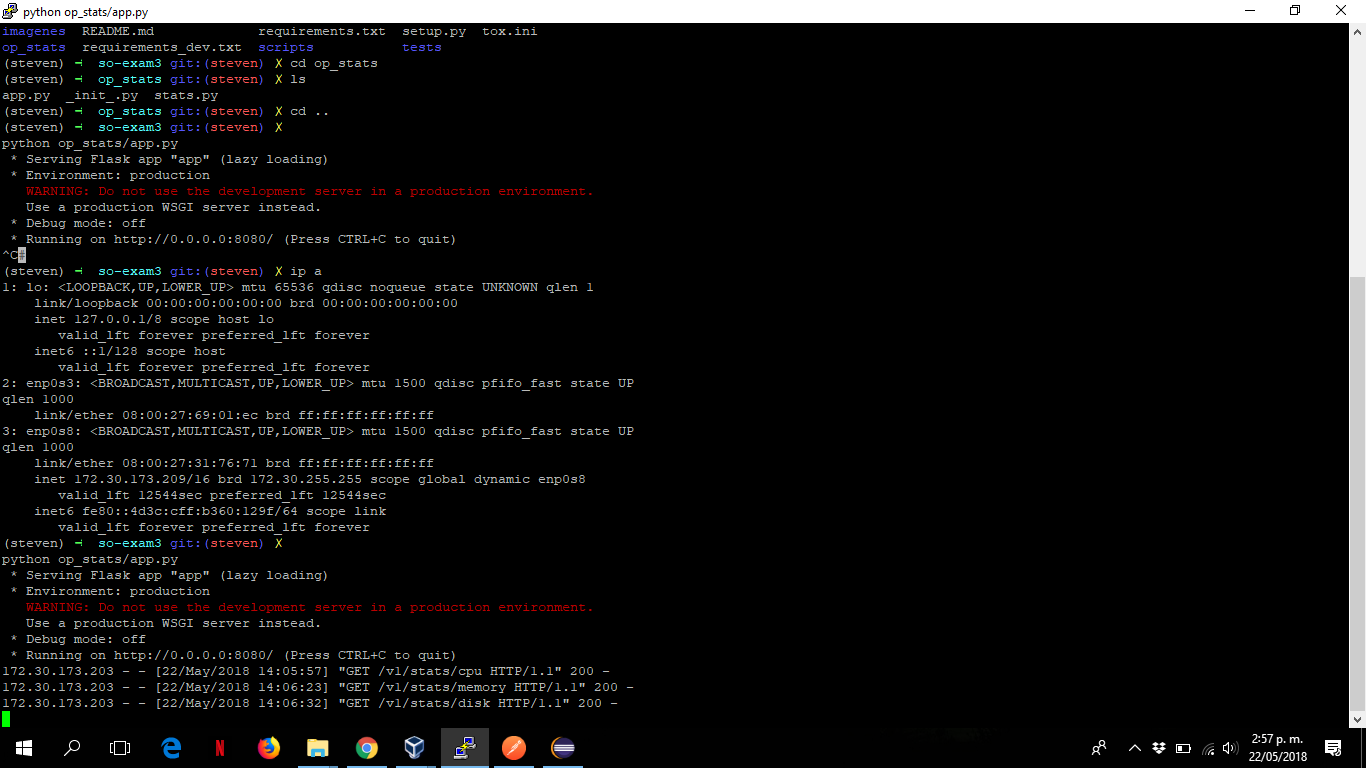 python op_stats/app.py
imagenes README.md requirements.txt setup.py tox.ini
op_stats requirements_dev.txt scripts tests
(steven) → so-exam3 git:(steven) ✗ cd op_stats
(steven) → op_stats git:(steven) ✗ ls
app.py _init_.py stats.py
(steven) → op_stats git:(steven) ✗ cd ..
(steven) → so-exam3 git:(steven) ✗
python op_stats/app.py
* Serving Flask app "app" (lazy loading)
* Environment: production
WARNING: Do not use the development server in a production environment.
Use a production WSGI server instead.
* Debug mode: off
* Running on http://0.0.0.0:8080/ (Press CTRL+C to quit)
^C#
(steven) → so-exam3 git:(steven) ✗ ip a
1: lo: <LOOPBACK,UP,LOWER_UP> mtu 65536 qdisc noqueue state UNKNOWN qlen 1
link/loopback 00:00:00:00:00:00 brd 00:00:00:00:00:00
inet 127.0.0.1/8 scope host lo
valid_lft forever preferred_lft forever
inet6 ::1/128 scope host
valid_lft forever preferred_lft forever
2: enp0s3: <BROADCAST,MULTICAST,UP,LOWER_UP> mtu 1500 qdisc pfifo_fast state UP
qlen 1000
link/ether 08:00:27:69:01:ec brd ff:ff:ff:ff:ff:ff
3: enp0s8: <BROADCAST,MULTICAST,UP,LOWER_UP> mtu 1500 qdisc pfifo_fast state UP
qlen 1000
link/ether 08:00:27:31:76:71 brd ff:ff:ff:ff:ff:ff
inet 172.30.173.209/16 brd 172.30.255.255 scope global dynamic enp0s8
valid_lft 12544sec preferred_lft 12544sec
inet6 fe80::4d3c:cff:b360:129f/64 scope link
valid_lft forever preferred_lft forever
(steven) → so-exam3 git:(steven) ✗
python op_stats/app.py
* Serving Flask app "app" (lazy loading)
* Environment: production
WARNING: Do not use the development server in a production environment.
Use a production WSGI server instead.
* Debug mode: off
* Running on http://0.0.0.0:8080/ (Press CTRL+C to quit)
172.30.173.203 - - [22/May/2018 14:05:57] "GET /v1/stats/cpu HTTP/1.1" 200 -
172.30.173.203 - - [22/May/2018 14:06:23] "GET /v1/stats/memory HTTP/1.1" 200 -
172.30.173.203 - - [22/May/2018 14:06:32] "GET /v1/stats/disk HTTP/1.1" 200 -
2:57 p. m.
22/05/2018